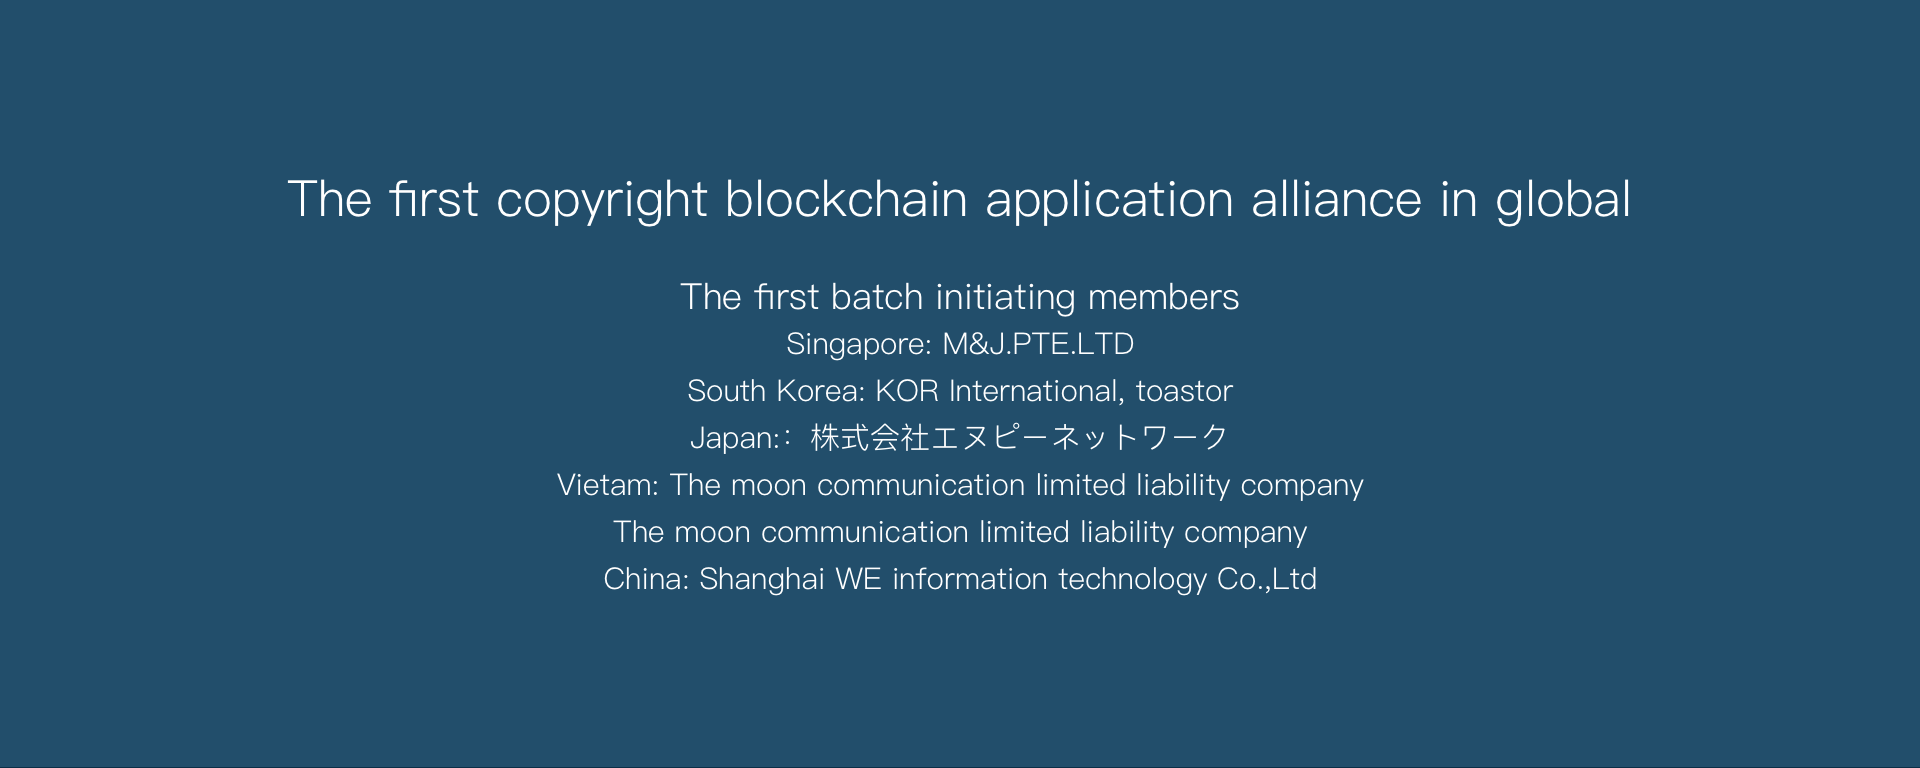 The first copyright blockchain application alliance in global
The first batch initiating members
Singapore: M&J.PTE.LTD
South Korea: KOR International, toastor
Japan:：株式会社エヌピーネットワーク
Vietam: The moon communication limited liability company
The moon communication limited liability company
China: Shanghai WE information technology Co.,Ltd